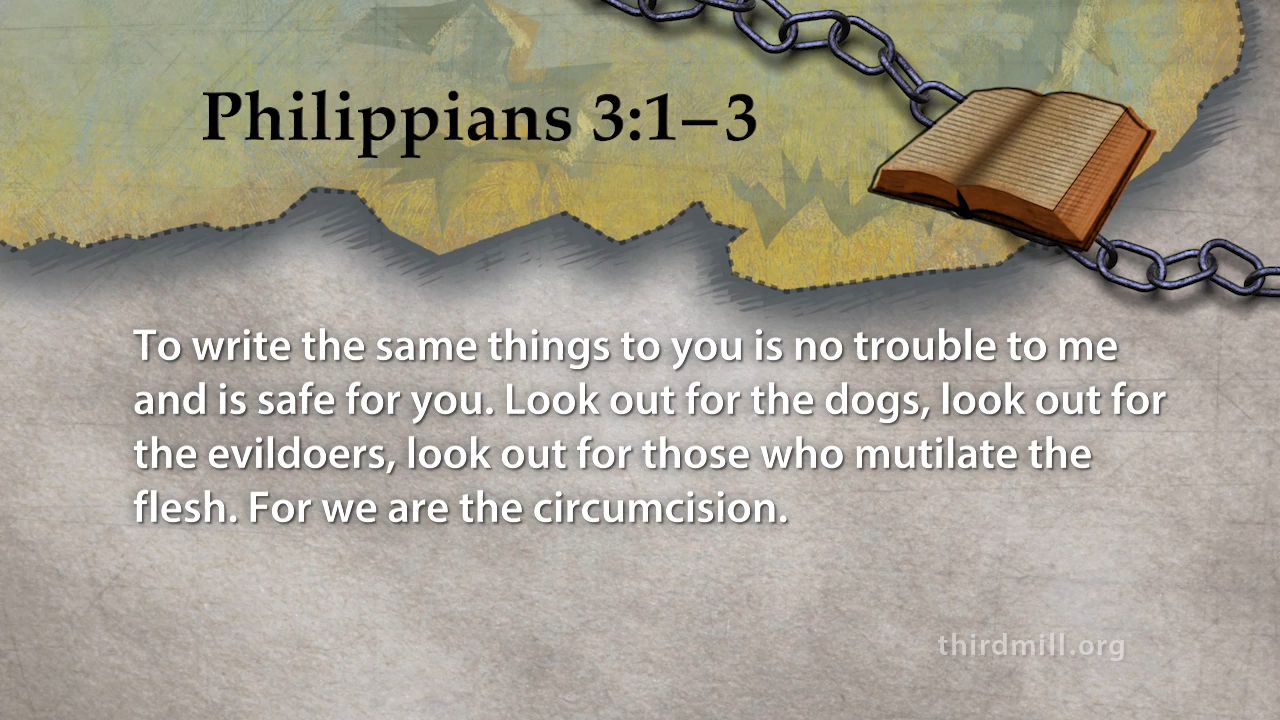 Philippians 3:1–3
To write the same things to you is no trouble to me
and is safe for you. Look out for the dogs, look out for
the evildoers, look out for those who mutilate the
flesh. For we are the circumcision.
thirdmill.org